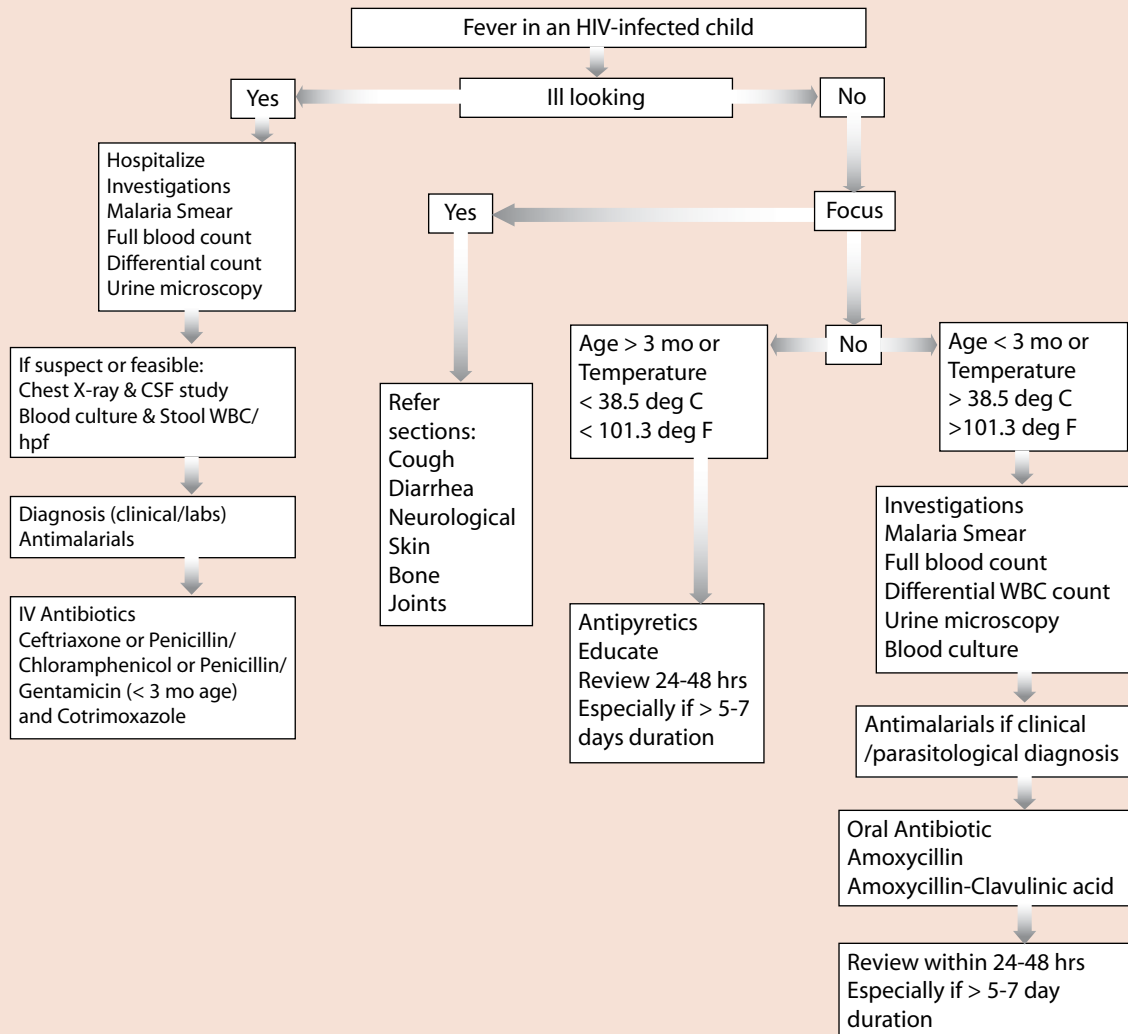 Fever in an HIV-infected child
Yes
Ill looking
No
Hospitalize
Investigations
Malaria Smear
Full blood count
Differential count
Urine microscopy
If suspect or feasible:
Chest X-ray & CSF study
Blood culture & Stool WBC/
hpf
Diagnosis (clinical/labs)
Antimalarials
IV Antibiotics
Ceftriaxone or Penicillin/
Chloramphenicol or Penicillin/
Gentamicin (< 3 mo age)
and Cotrimoxazole
Yes
Focus
Refer
sections:
Cough
Diarrhea
Neurological
Skin
Bone
Joints
No
Age > 3 mo or
Temperature
< 38.5 deg C
< 101.3 deg F
Antipyretics
Educate
Review 24-48 hrs
Especially if > 5-7
days duration
Age < 3 mo or
Temperature
> 38.5 deg C
>101.3 deg F
Investigations
Malaria Smear
Full blood count
Differential WBC count
Urine microscopy
Blood culture
Antimalarials if clinical
/parasitological diagnosis
Oral Antibiotic
Amoxycillin
Amoxycillin-Clavulinic acid
Review within 24-48 hrs
Especially if > 5-7 day
duration